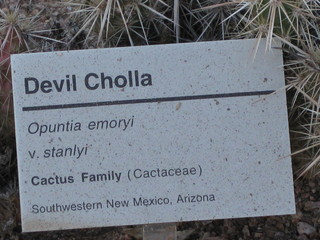 Devil Cholla
Opuntia emoryi
v. stanlyi
Cactus Family (Cactaceae)
Southwestern New Mexico, Arizona